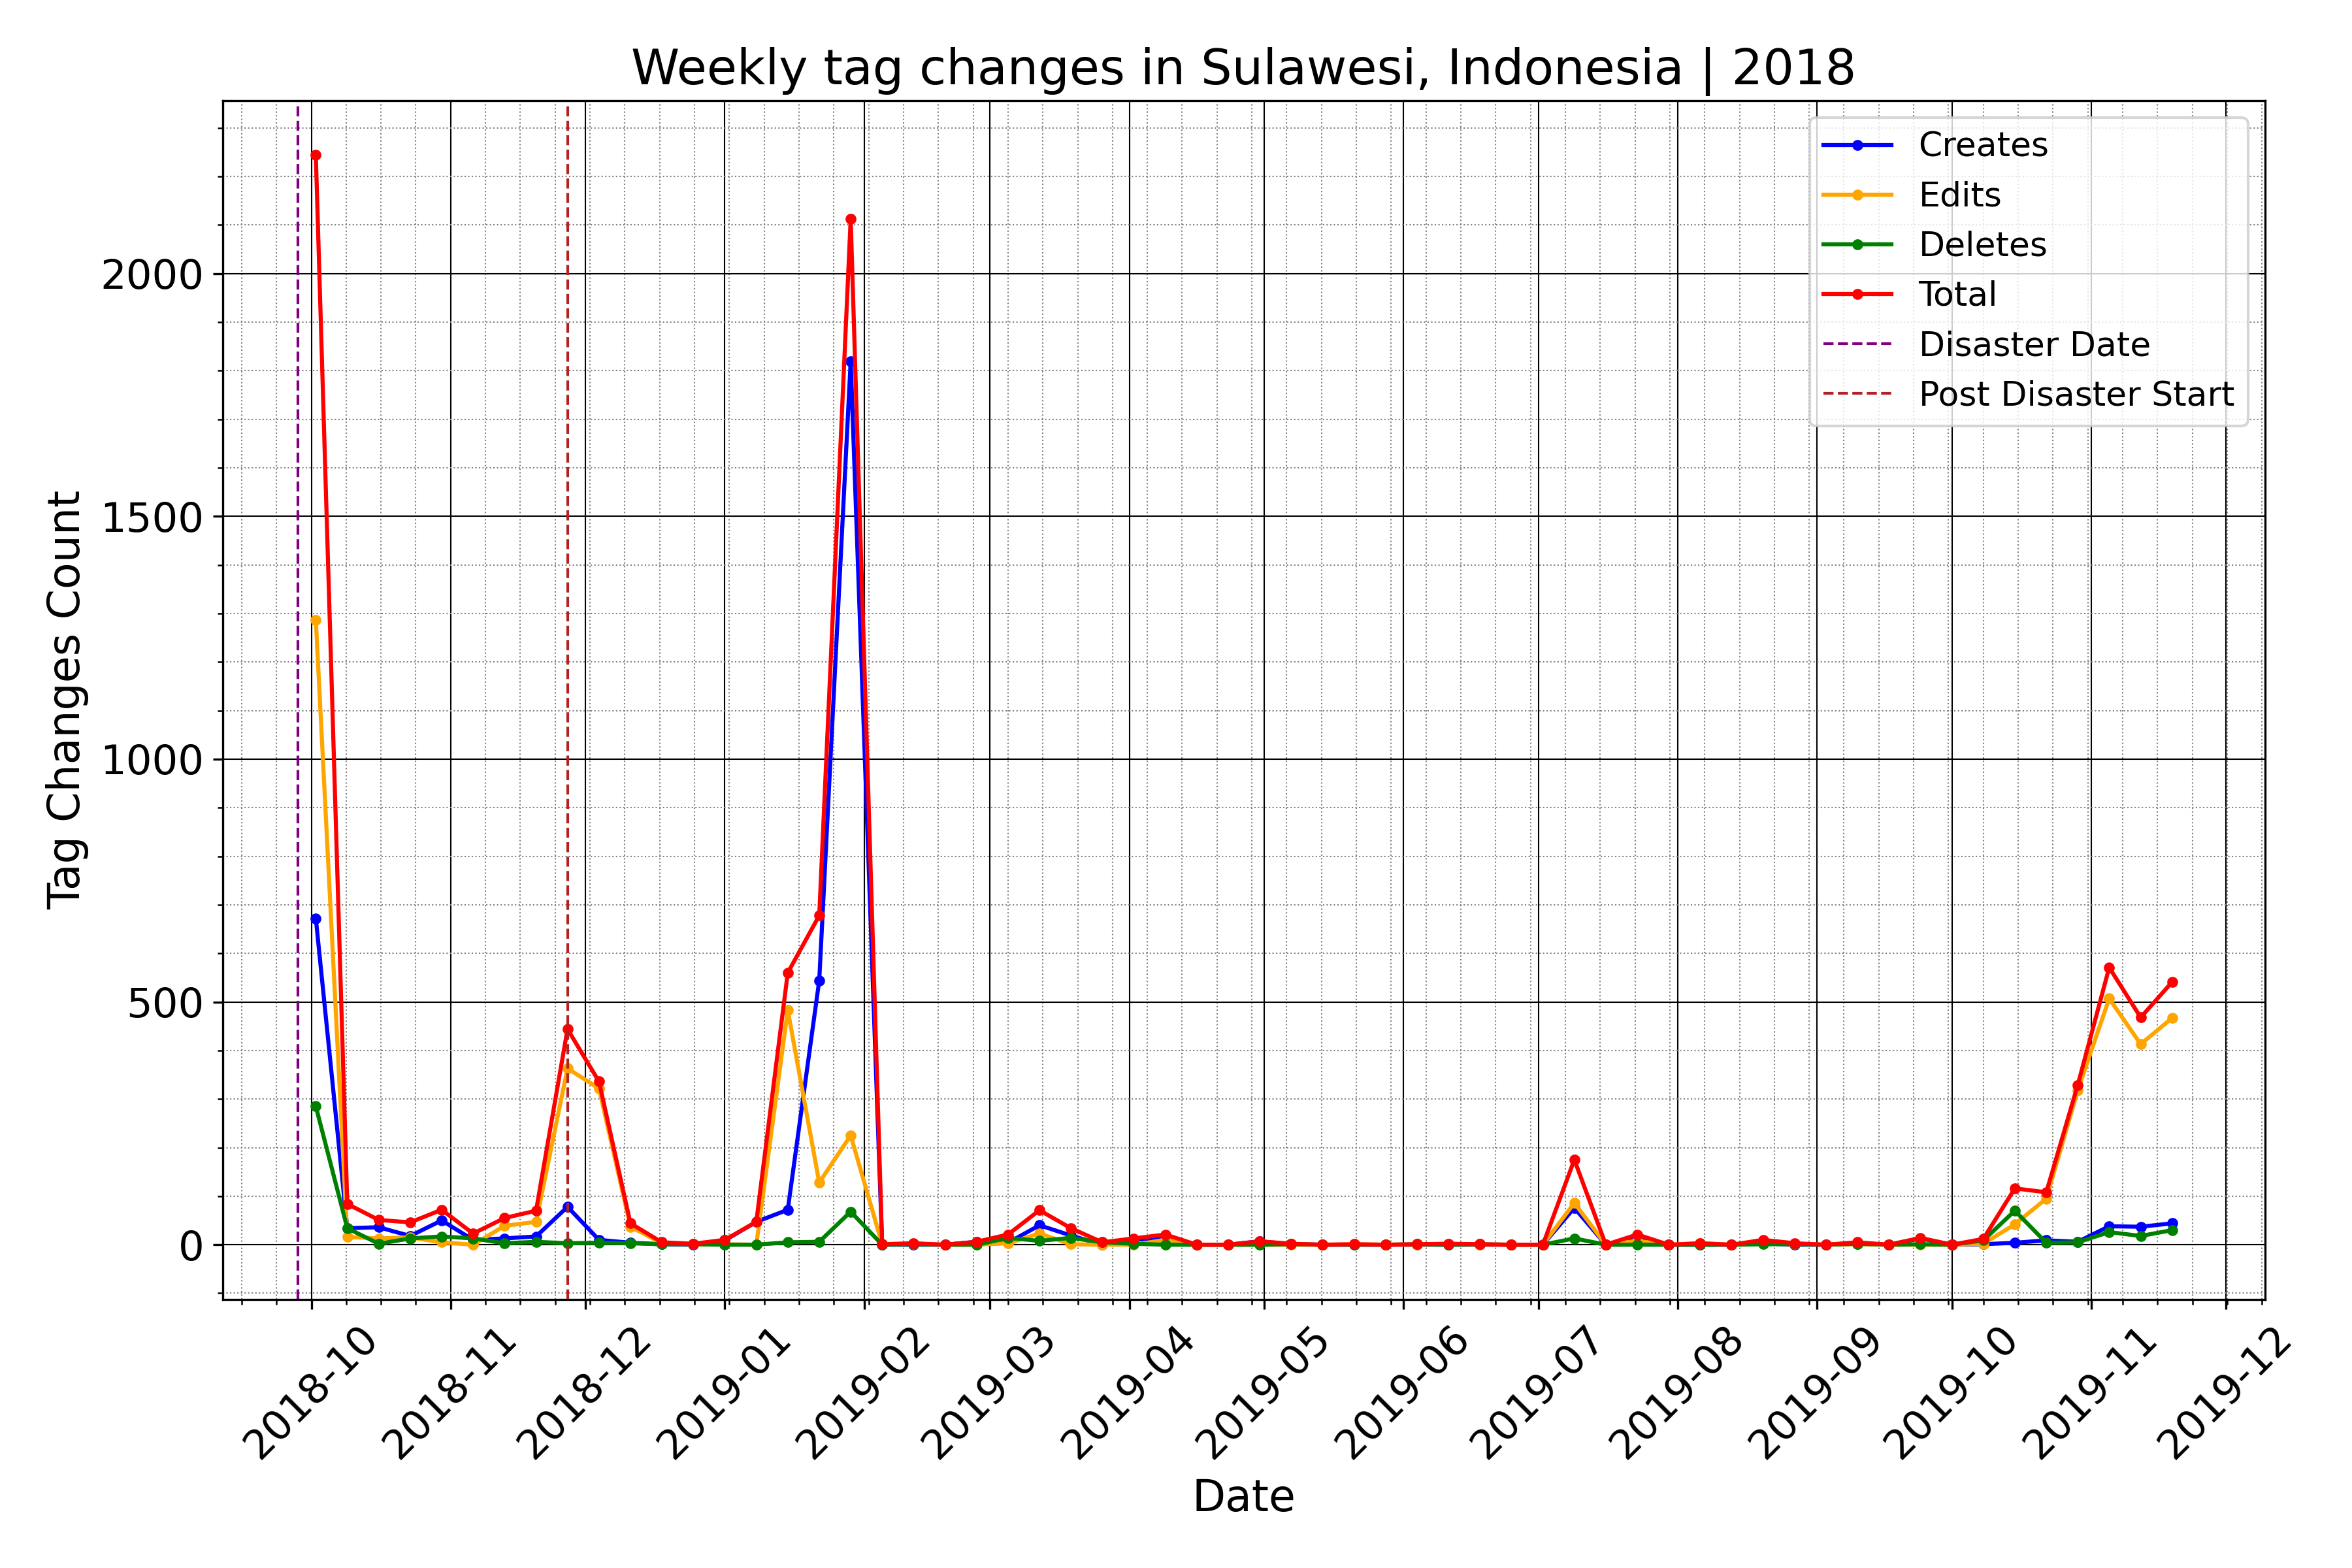 Weekly tag changes in Sulawesi, Indonesia | 2018
Creates
Edits
Deletes
Total
Disaster Date
Post Disaster Start
Tag Changes Count
2000
1500
1000
500
0
2018-10
2018-11
2018-12
2019-01
2019-02
2019-03
2019-04
2019-05
2019-06
2019-07
2019-08
2019-09
2019-10
2019-11
2019-12
Date